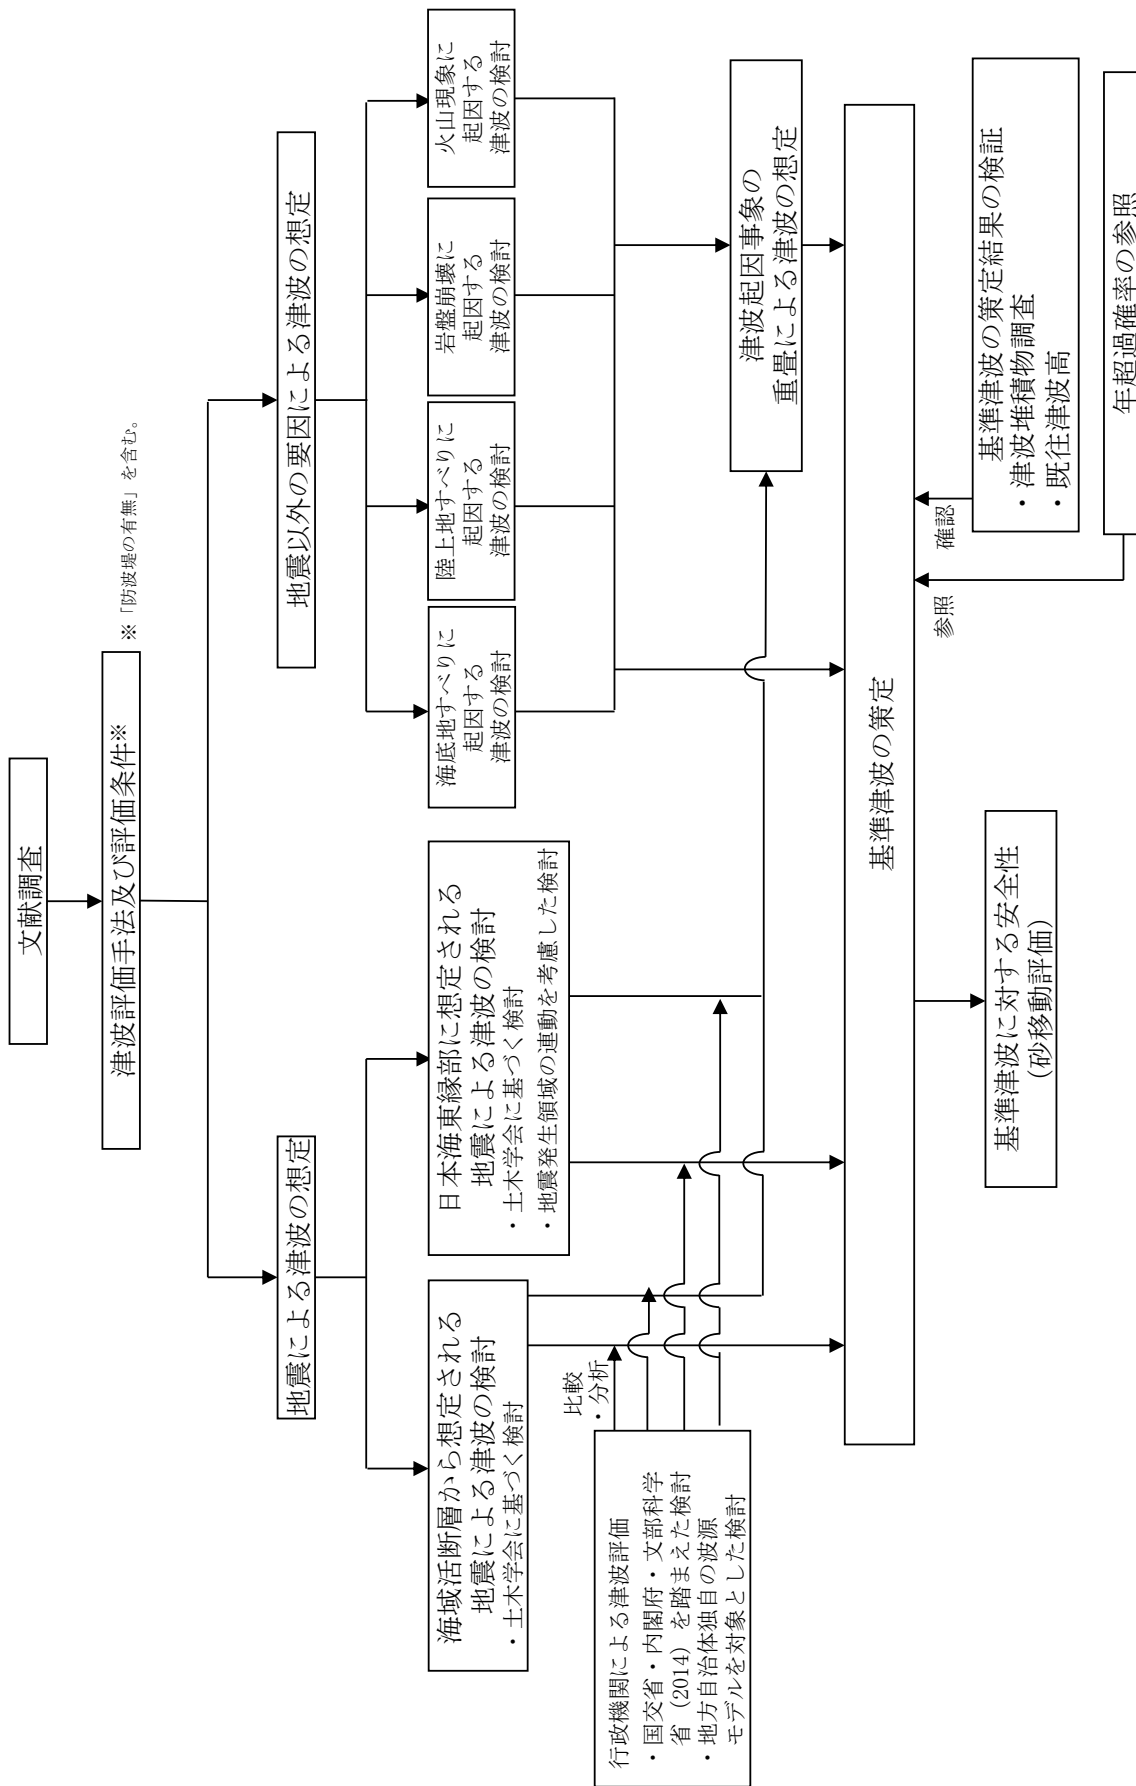 文献調査
津波評価手法及び評価条件※
※「防波堤の有無」を含む。
地震による津波の想定
地震以外の要因による津波の想定
海域活断層から想定される
地震による津波の検討
・土木学会に基づく検討
日本海東縁部に想定される
地震による津波の検討
・土木学会に基づく検討
・地震発生領域の連動を考慮した検討
海底地すべりに
起因する
津波の検討
陸上地すべりに
起因する
津波の検討
岩盤崩壊に
起因する
津波の検討
火山現象に
起因する
津波の検討
行政機関による津波評価
・国交省・内閣府・文部科学
省（2014）を踏まえた検討
・地方自治体独自の波源
モデルを対象とした検討
比較
・分析
津波起因事象の
重畳による津波の想定
基準津波の策定
参照
確認
基準津波に対する安全性
（砂移動評価）
基準津波の策定結果の検証
・津波堆積物調査
・既往津波高
年超過確率の参照